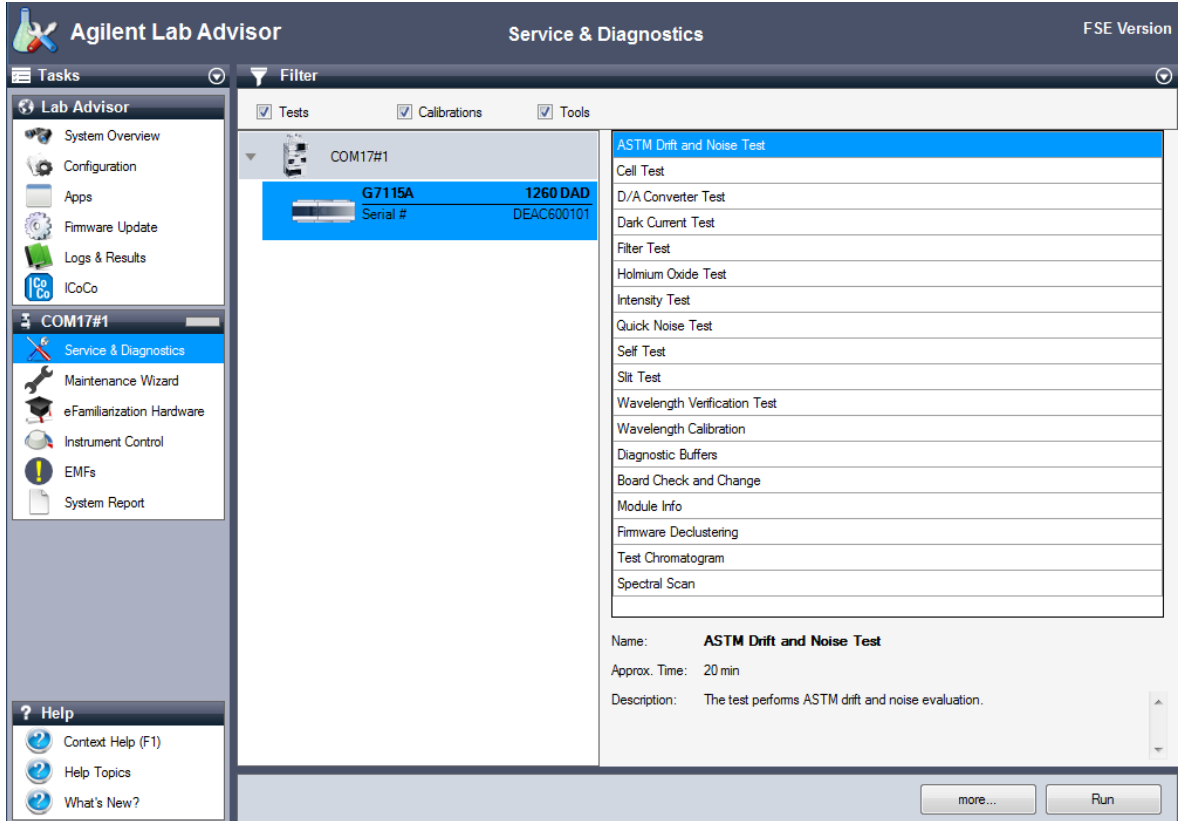 Agilent Lab Advisor
Service & Diagnostics
FSE Version
Tasks
Lab Advisor
System Overview
Configuration
Apps
Firmware Update
Logs & Results
ICoCo
COM17#1
Service & Diagnostics
Maintenance Wizard
eFamiliarization Hardware
Instrument Control
EMFs
System Report
Help
Context Help (F1)
Help Topics
What's New?
Filter
Tests Calibrations Tools
COM17#1
G7115A 1260 DAD
Serial # DEAC600101
ASTM Drift and Noise Test
Cell Test
D/A Converter Test
Dark Current Test
Filter Test
Holmium Oxide Test
Intensity Test
Quick Noise Test
Self Test
Slit Test
Wavelength Verification Test
Wavelength Calibration
Diagnostic Buffers
Board Check and Change
Module Info
Firmware Declustering
Test Chromatogram
Spectral Scan
Name: ASTM Drift and Noise Test
Approx. Time: 20 min
Description: The test performs ASTM drift and noise evaluation.
more... Run